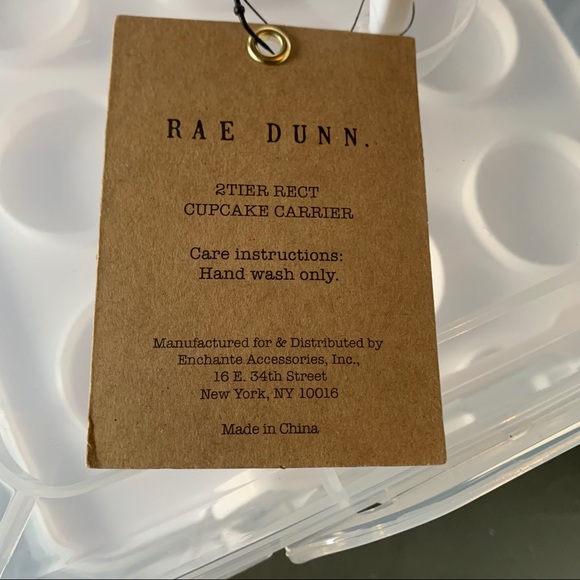 RAE DUNN.
2TIER RECT
CUPCAKE CARRIER
Care instructions:
Hand wash only.
Manufactured for & Distributed by
Enchante Accessories, Inc.,
16 E. 34th Street
New York, NY 10016
Made in China